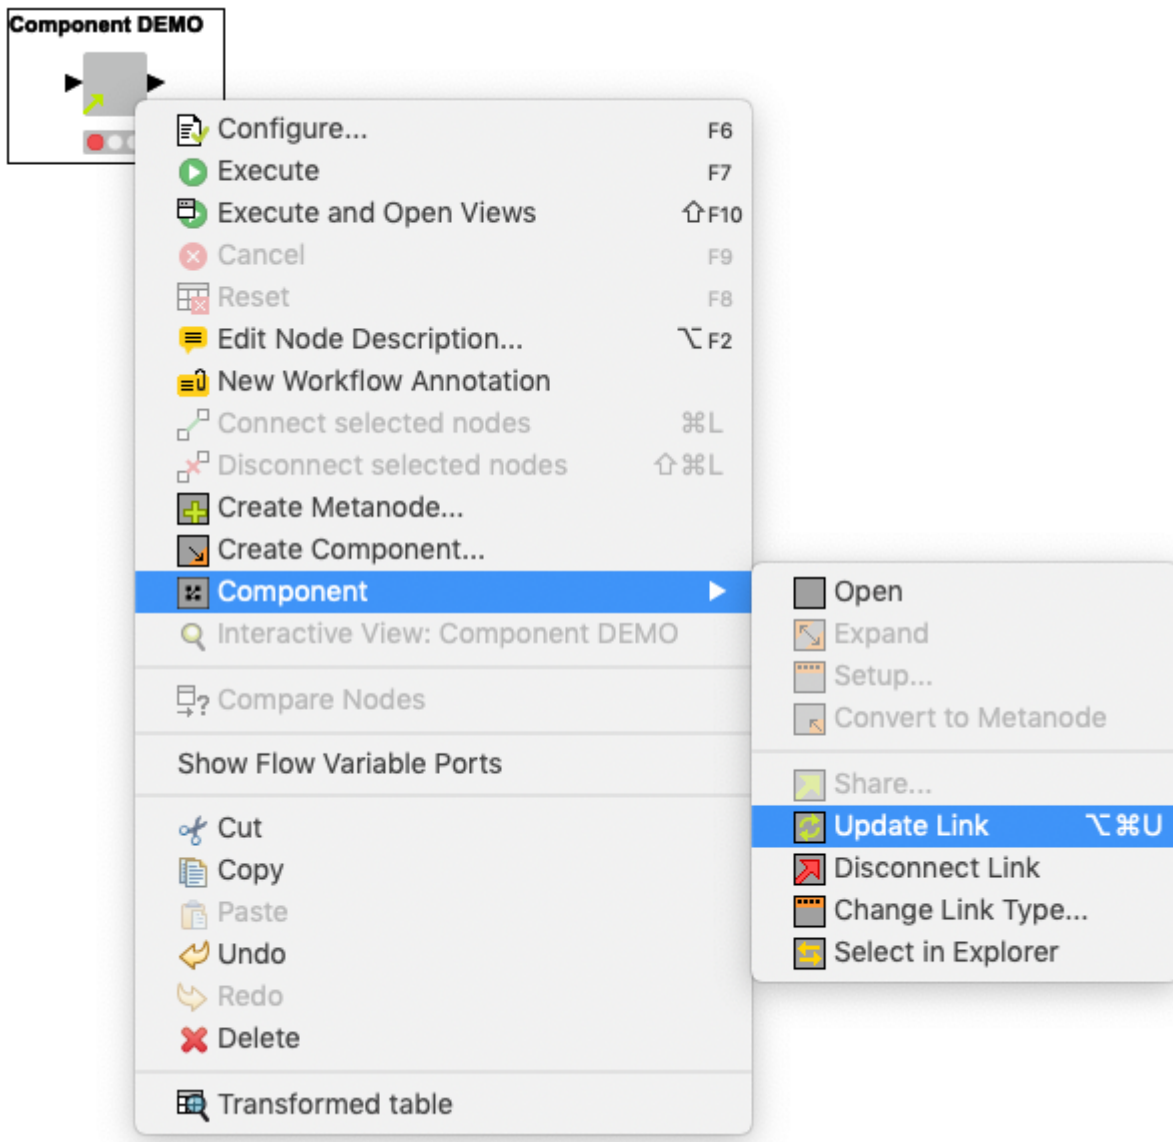 Component DEMO
Configure... F6
Execute F7
Execute and Open Views ⇧F10
Cancel F9
Reset F8
Edit Node Description... ⌥F2
New Workflow Annotation
Connect selected nodes ⌘L
Disconnect selected nodes ⇧⌘L
Create Metanode...
Create Component...
Component
Interactive View: Component DEMO
Compare Nodes
Show Flow Variable Ports
Cut
Copy
Paste
Undo
Redo
Delete
Transformed table
Open
Expand
Setup...
Convert to Metanode
Share...
Update Link ⌥⌘U
Disconnect Link
Change Link Type...
Select in Explorer